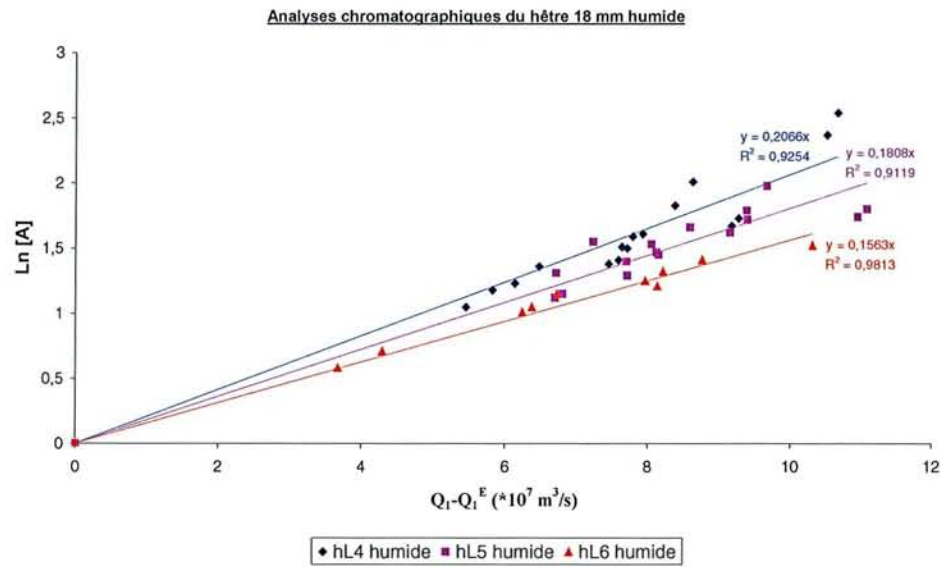 Analyses chromatographiques du hêtre 18 mm humide
3
2,5
2
1,5
1
0,5
0
Ln [A]
y = 0,2066x
R² = 0,9254
y = 0,1808x
R² = 0,9119
y = 0,1563x
R² = 0,9813
0 2 4 6 8 10 12
Q₁-Q₁ᴱ (*10⁷ m³/s)
hL4 humide hL5 humide hL6 humide